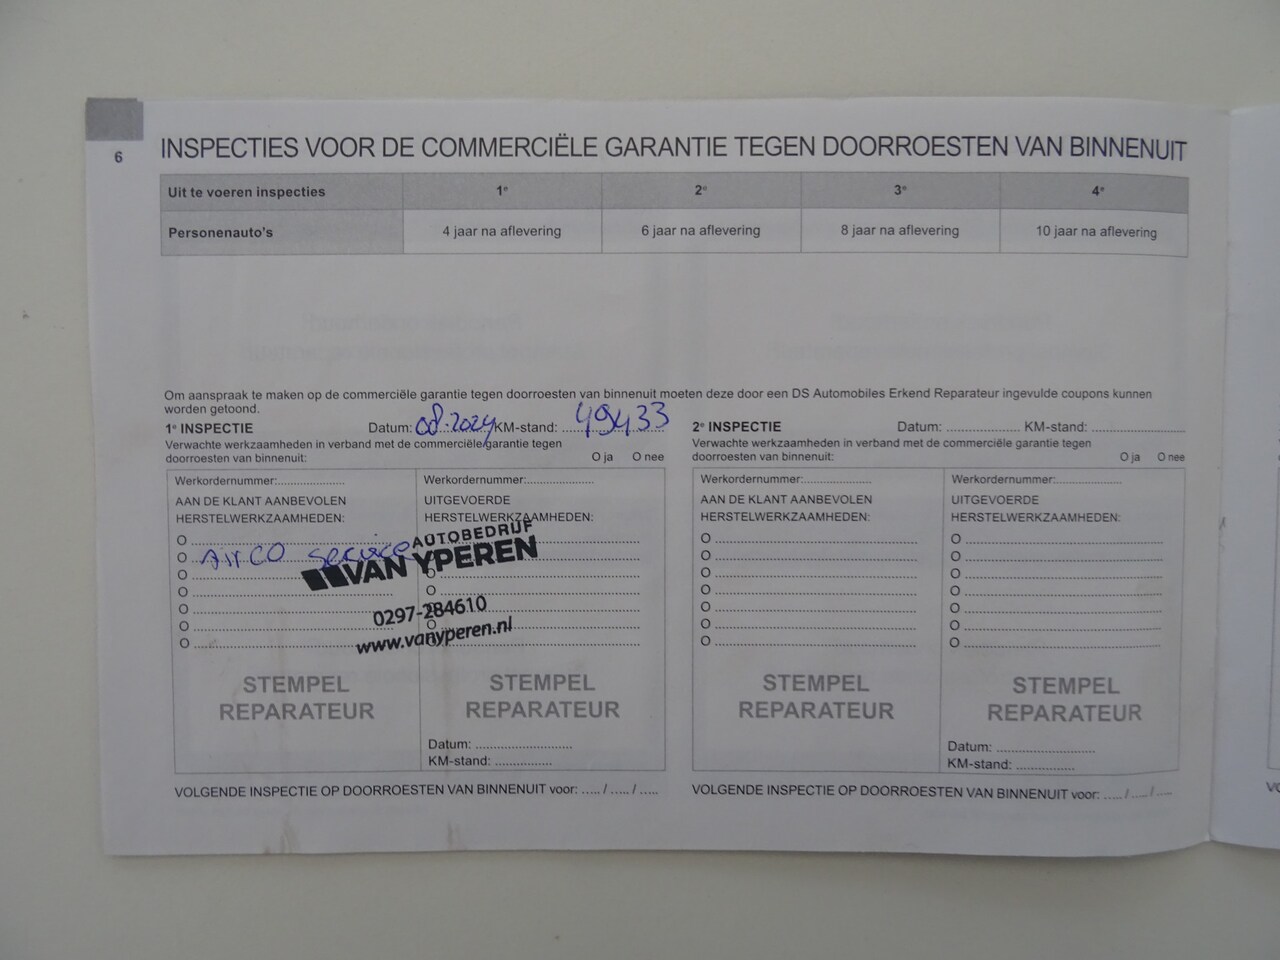 6
INSPECTIES VOOR DE COMMERCIËLE GARANTIE TEGEN DOORROESTEN VAN BINNENUIT
Uit te voeren inspecties 1e 2e 3e 4e
Personenauto's 4 jaar na aflevering 6 jaar na aflevering 8 jaar na aflevering 10 jaar na aflevering
Om aanspraak te maken op de commerciële garantie tegen doorroesten van binnenuit moeten deze door een DS Automobiles Erkend Reparateur ingevulde coupons kunnen
worden getoond.
1e INSPECTIE Datum: 08-2024 KM-stand: 49433
Verwachte werkzaamheden in verband met de commerciële garantie tegen
doorroesten van binnenuit: O ja O nee
Werkordernummer:....................
AAN DE KLANT AANBEVOLEN
HERSTELWERKZAAMHEDEN:
O
O Airco service
O
O
O
O
O
STEMPEL
REPARATEUR
Werkordernummer:....................
UITGEVOERDE
HERSTELWERKZAAMHEDEN:
AUTOBEDRIJF
VAN YPEREN
0297-284610
www.vanyperen.nl
STEMPEL
REPARATEUR
Datum: ...........................
KM-stand: ................
VOLGENDE INSPECTIE OP DOORROESTEN VAN BINNENUIT voor: ..... / ..... / .....
2e INSPECTIE Datum: .................... KM-stand: ..........................
Verwachte werkzaamheden in verband met de commerciële garantie tegen
doorroesten van binnenuit: O ja O nee
Werkordernummer:....................
AAN DE KLANT AANBEVOLEN
HERSTELWERKZAAMHEDEN:
O
O
O
O
O
O
O
STEMPEL
REPARATEUR
Werkordernummer:....................
UITGEVOERDE
HERSTELWERKZAAMHEDEN:
O
O
O
O
O
O
O
STEMPEL
REPARATEUR
Datum: ...........................
KM-stand: ................
VOLGENDE INSPECTIE OP DOORROESTEN VAN BINNENUIT voor: ..... / ..... / .....